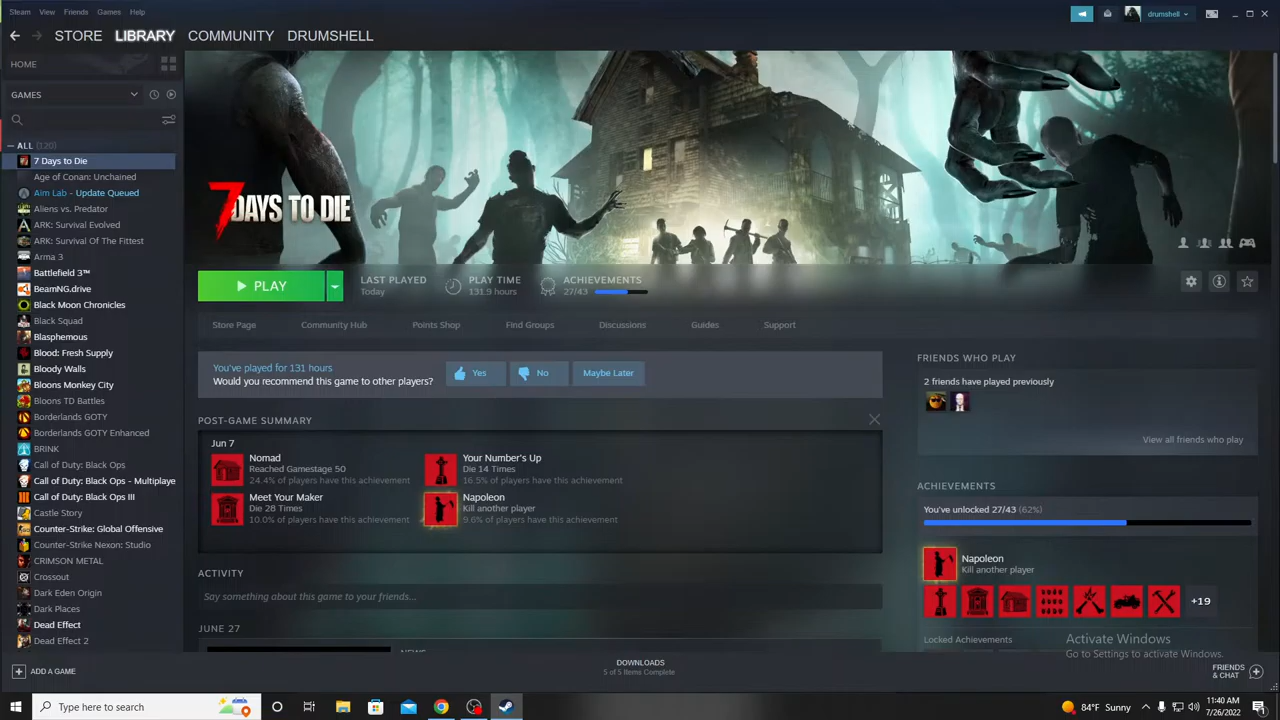 Steam View Friends Games Help
drumshell
STORE LIBRARY COMMUNITY DRUMSHELL
HOME
GAMES
ALL (120)
7 Days to Die
Age of Conan: Unchained
Aim Lab - Update Queued
Aliens vs. Predator
ARK: Survival Evolved
ARK: Survival Of The Fittest
Arma 3
Battlefield 3™
BeamNG.drive
Black Moon Chronicles
Black Squad
Blasphemous
Blood: Fresh Supply
Bloody Walls
Bloons Monkey City
Bloons TD Battles
Borderlands GOTY
Borderlands GOTY Enhanced
BRINK
Call of Duty: Black Ops
Call of Duty: Black Ops - Multiplaye
Call of Duty: Black Ops III
Castle Story
Counter-Strike: Global Offensive
Counter-Strike Nexon: Studio
CRIMSON METAL
Crossout
Dark Eden Origin
Dark Places
Dead Effect
Dead Effect 2
ADD A GAME
7 DAYS TO DIE
PLAY
LAST PLAYED
Today
PLAY TIME
131.9 hours
ACHIEVEMENTS
27/43
Store Page Community Hub Points Shop Find Groups Discussions Guides Support
You've played for 131 hours
Would you recommend this game to other players?
Yes No Maybe Later
POST-GAME SUMMARY
Jun 7
Nomad
Reached Gamestage 50
24.4% of players have this achievement
Your Number's Up
Die 14 Times
16.5% of players have this achievement
Meet Your Maker
Die 28 Times
10.0% of players have this achievement
Napoleon
Kill another player
9.6% of players have this achievement
ACTIVITY
Say something about this game to your friends...
JUNE 27
NEWS
FRIENDS WHO PLAY
2 friends have played previously
View all friends who play
ACHIEVEMENTS
You've unlocked 27/43 (62%)
Napoleon
Kill another player
+19
Locked Achievements
Activate Windows
Go to Settings to activate Windows.
DOWNLOADS
5 of 5 Items Complete
FRIENDS
& CHAT
Type here to search
84°F Sunny
11:40 AM
7/26/2022